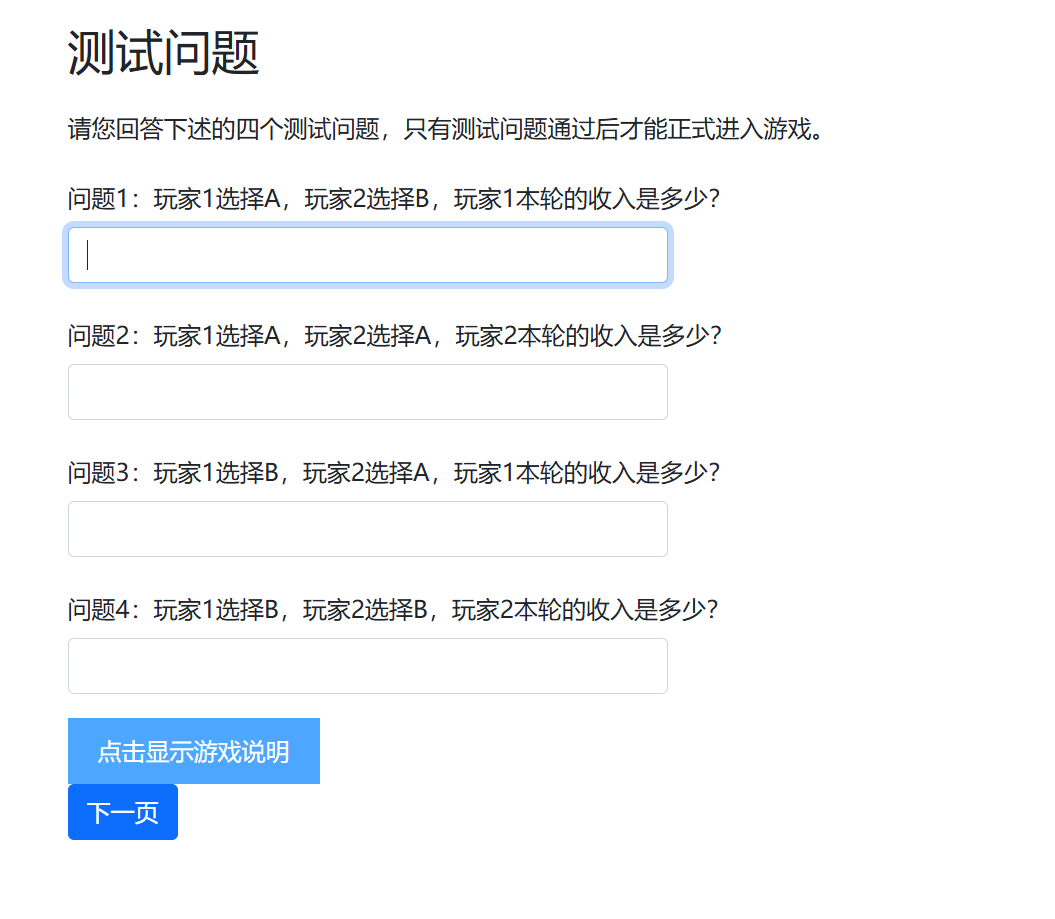 测试问题
请您回答下述的四个测试问题，只有测试问题通过后才能正式进入游戏。
问题1：玩家1选择A，玩家2选择B，玩家1本轮的收入是多少？
问题2：玩家1选择A，玩家2选择A，玩家2本轮的收入是多少？
问题3：玩家1选择B，玩家2选择A，玩家1本轮的收入是多少？
问题4：玩家1选择B，玩家2选择B，玩家2本轮的收入是多少？
点击显示游戏说明
下一页